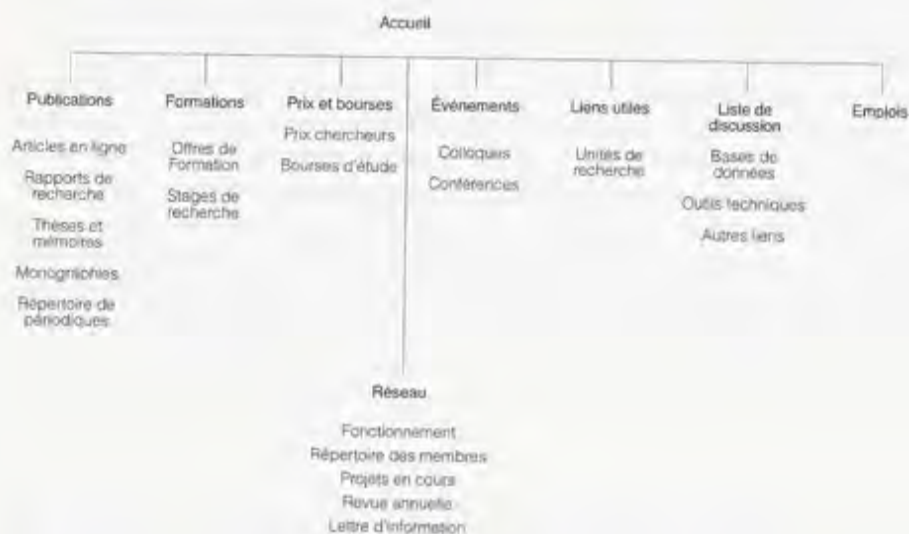 Accueil
Publications
Articles en ligne
Rapports de
recherche
Thèses et
mémoires
Monographies
Répertoire de
périodiques
Formations
Offres de
Formation
Stages de
recherche
Prix et bourses
Prix chercheurs
Bourses d'étude
Événements
Colloques
Conférences
Liens utiles
Unités de
recherche
Liste de
discussion
Bases de
données
Outils techniques
Autres liens
Emplois
Réseau
Fonctionnement
Répertoire des membres
Projets en cours
Revue annuelle
Lettre d'information